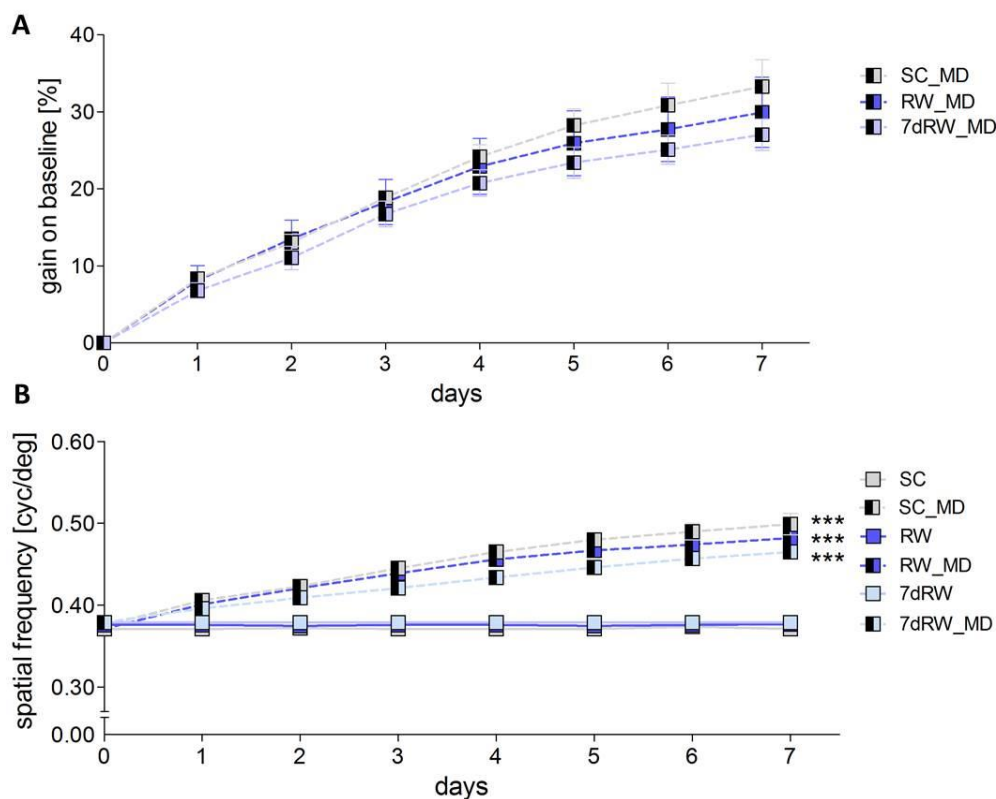 A
gain on baseline [%]
40
30
20
10
0
0 1 2 3 4 5 6 7
days
SC_MD
RW_MD
7dRW_MD
B
spatial frequency [cyc/deg]
0.60
0.50
0.40
0.30
0.00
0 1 2 3 4 5 6 7
days
***
***
***
SC
SC_MD
RW
RW_MD
7dRW
7dRW_MD